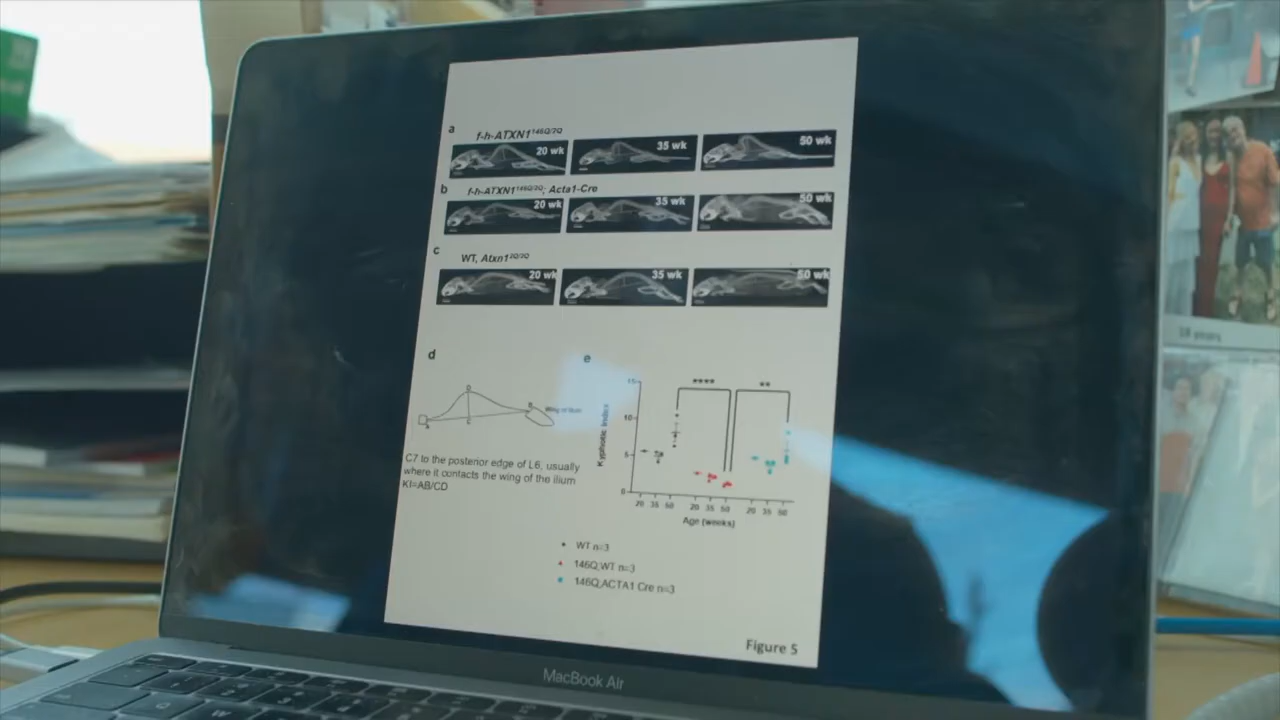 a
f-h-ATXN1146Q/2Q
20 wk
35 wk
50 wk
b
f-h-ATXN1146Q/2Q; Acta1-Cre
20 wk
35 wk
50 wk
c
WT, Atxn12Q/2Q
20 wk
35 wk
50 wk
d
Wing of ilium
C7 to the posterior edge of L6, usually
where it contacts the wing of the ilium
KI=AB/CD
e
**** **
Kyphotic Index
15
10
5
0
20 35 50 20 35 50 20 35 50
Age (weeks)
WT n=3
146Q;WT n=3
146Q;ACTA1 Cre n=3
Figure 5
MacBook Air